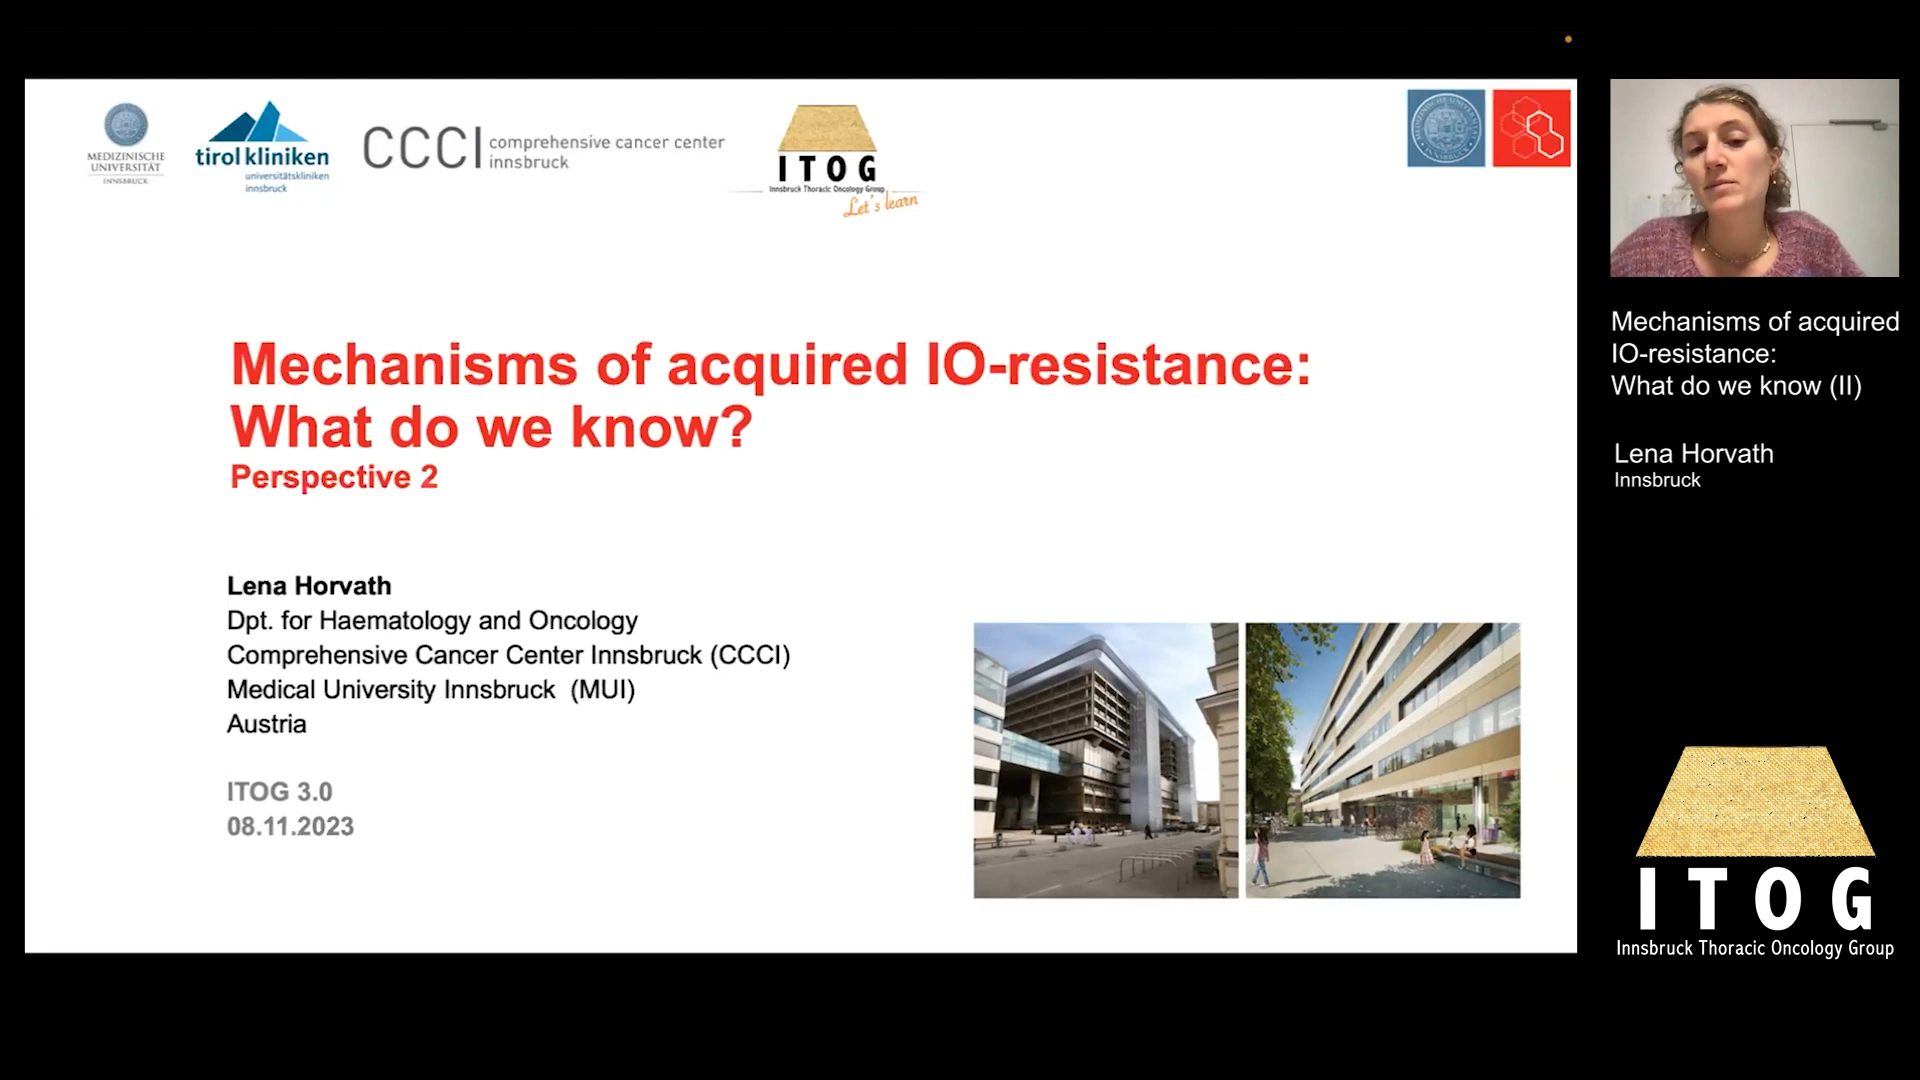 MEDIZINISCHE
UNIVERSITÄT
INNSBRUCK
tirol kliniken
universitätskliniken
innsbruck
CCCI
comprehensive cancer center
innsbruck
ITOG
Innsbruck Thoracic Oncology Group
Let's learn
Mechanisms of acquired IO-resistance:
What do we know?
Perspective 2
Lena Horvath
Dpt. for Haematology and Oncology
Comprehensive Cancer Center Innsbruck (CCCI)
Medical University Innsbruck (MUI)
Austria
ITOG 3.0
08.11.2023
Mechanisms of acquired
IO-resistance:
What do we know (II)
Lena Horvath
Innsbruck
ITOG
Innsbruck Thoracic Oncology Group